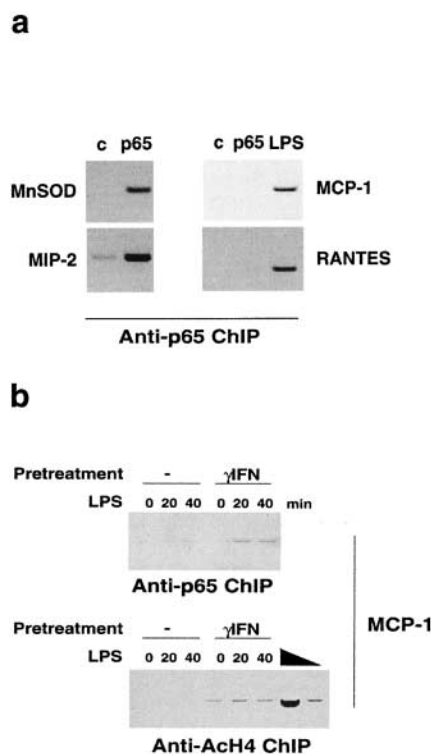 a
c p65
c p65 LPS
MnSOD
MCP-1
MIP-2
RANTES
Anti-p65 ChIP
b
Pretreatment - γIFN
LPS 0 20 40 0 20 40 min
Anti-p65 ChIP
MCP-1
Pretreatment - γIFN
LPS 0 20 40 0 20 40
Anti-AcH4 ChIP